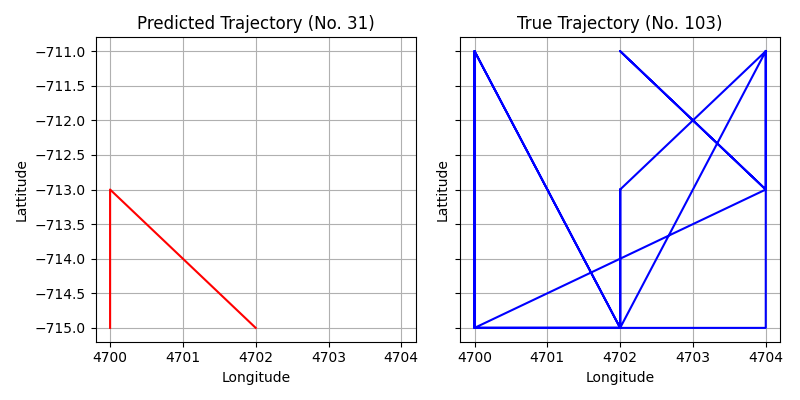 Predicted Trajectory (No. 31)
Lattitude
−711.0
−711.5
−712.0
−712.5
−713.0
−713.5
−714.0
−714.5
−715.0
4700 4701 4702 4703 4704
Longitude
True Trajectory (No. 103)
Lattitude
4700 4701 4702 4703 4704
Longitude